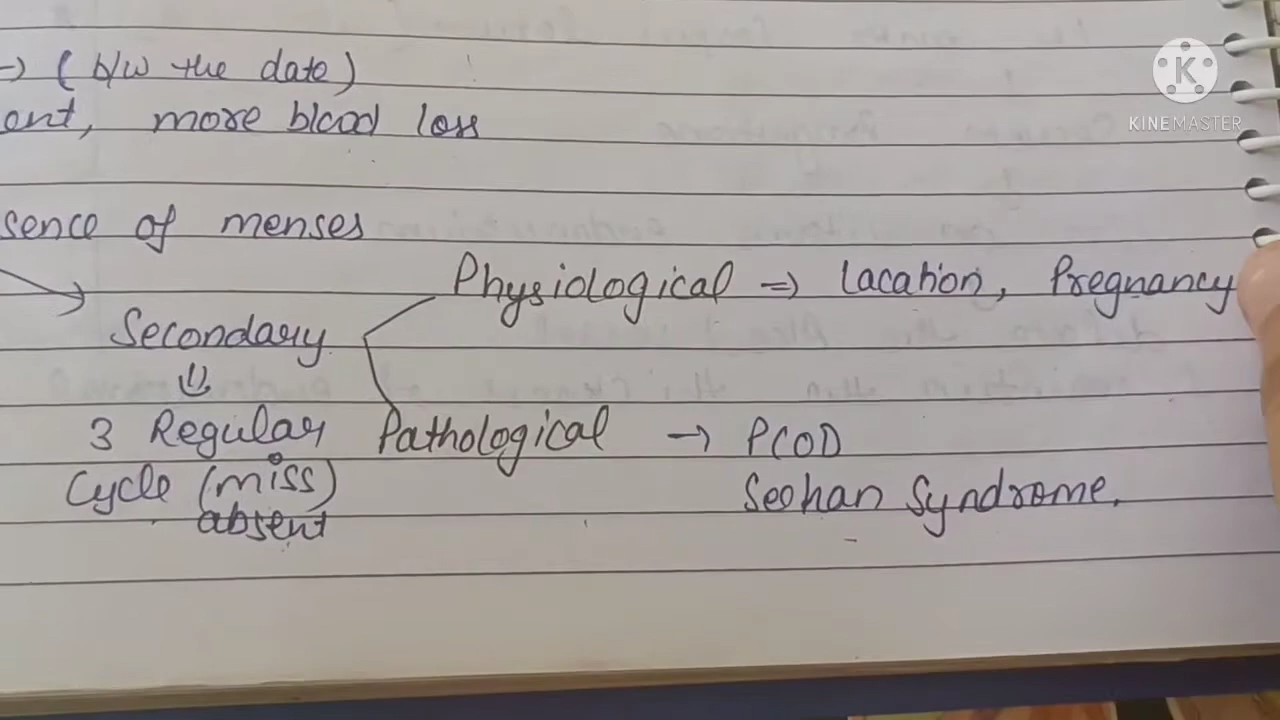 → ( b/w the date )
ent, more blood loss
sence of menses
Physiological ⇒ lacation, Pregnancy
Secondary
⇓
3 Regular Pathological → PCOD
Cycle (miss) Seohan Syndrome.
absent
K
KINEMASTER